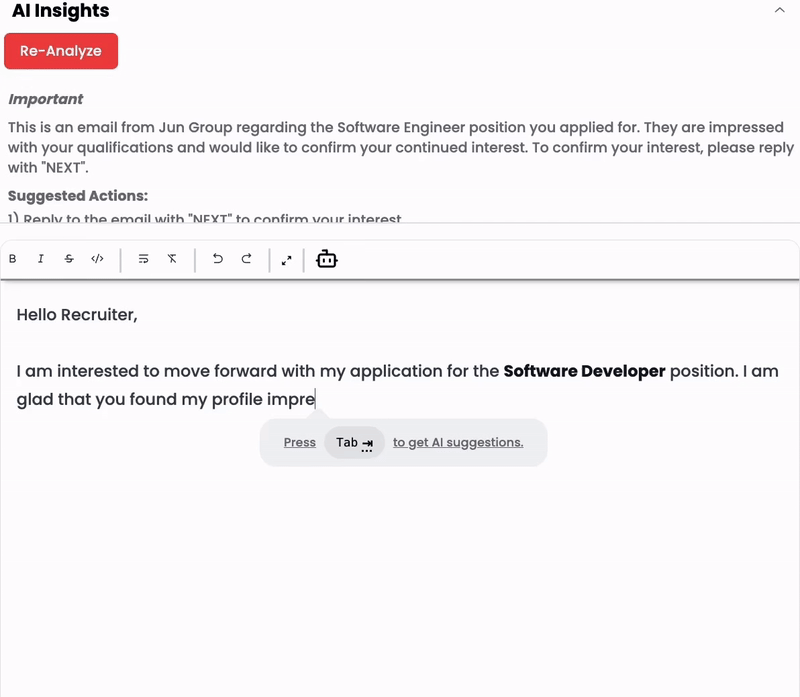 AI Insights
Re-Analyze
Important
This is an email from Jun Group regarding the Software Engineer position you applied for. They are impressed
with your qualifications and would like to confirm your continued interest. To confirm your interest, please reply
with "NEXT".
Suggested Actions:
1) Reply to the email with "NEXT" to confirm your interest
B I S </>
Hello Recruiter,
I am interested to move forward with my application for the Software Developer position. I am
glad that you found my profile impre
Press Tab to get AI suggestions.